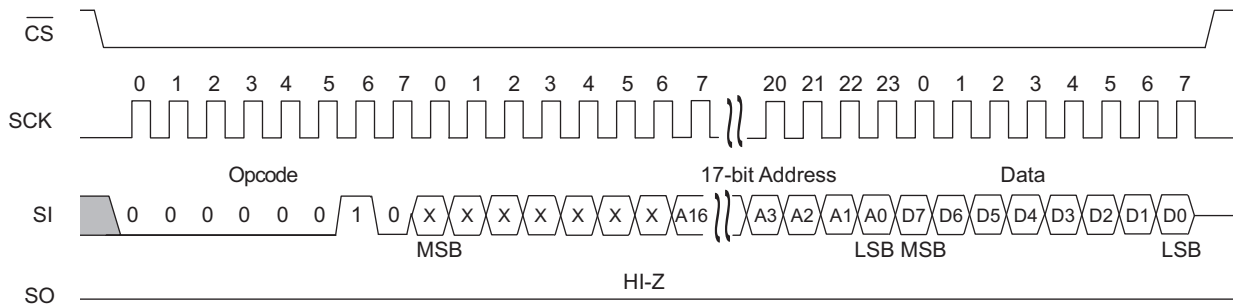 CS
0 1 2 3 4 5 6 7 0 1 2 3 4 5 6 7 20 21 22 23 0 1 2 3 4 5 6 7
SCK
Opcode 17-bit Address Data
SI 0 0 0 0 0 0 1 0 X X X X X X X A16 A3 A2 A1 A0 D7 D6 D5 D4 D3 D2 D1 D0
MSB LSB MSB LSB
HI-Z
SO